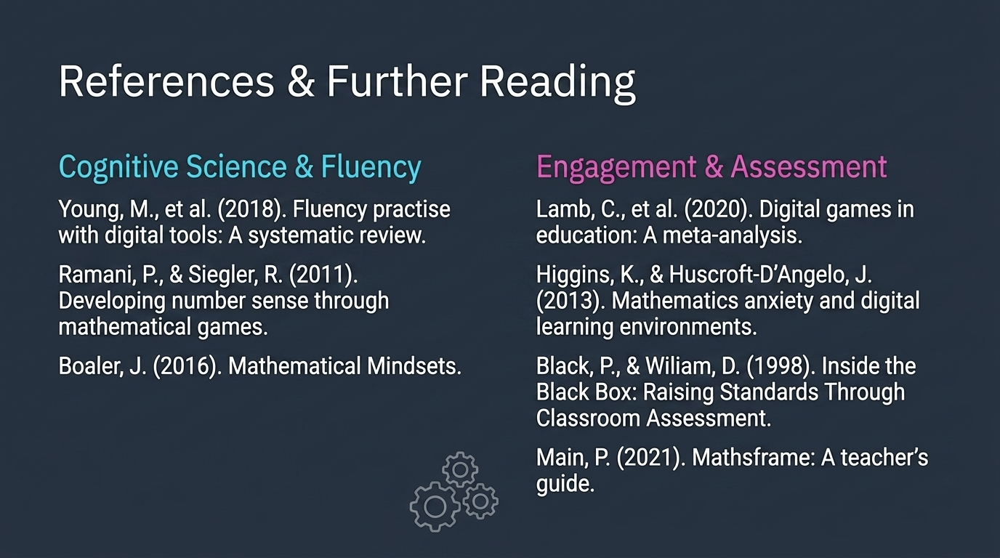 References & Further Reading
Cognitive Science & Fluency
Young, M., et al. (2018). Fluency practise
with digital tools: A systematic review.
Ramani, P., & Siegler, R. (2011).
Developing number sense through
mathematical games.
Boaler, J. (2016). Mathematical Mindsets.
Engagement & Assessment
Lamb, C., et al. (2020). Digital games in
education: A meta-analysis.
Higgins, K., & Huscroft-D’Angelo, J.
(2013). Mathematics anxiety and digital
learning environments.
Black, P., & Wiliam, D. (1998). Inside the
Black Box: Raising Standards Through
Classroom Assessment.
Main, P. (2021). Mathsframe: A teacher’s
guide.